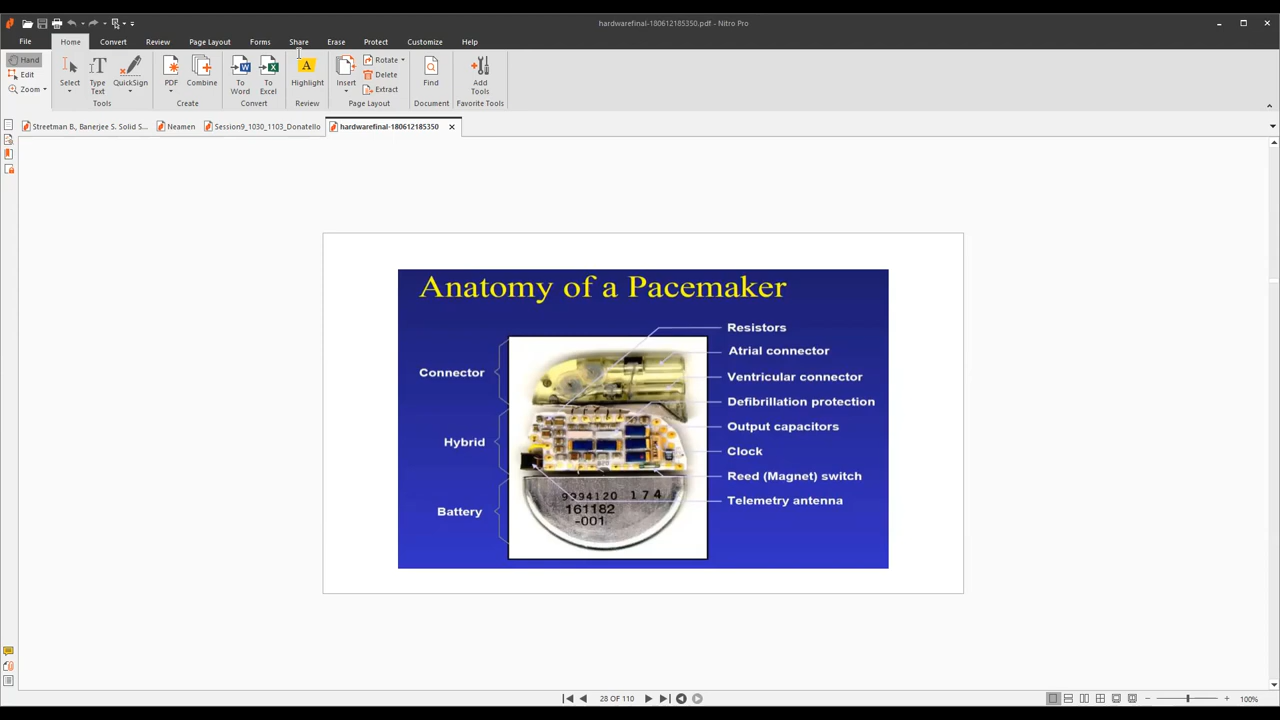 hardwarefinal-180612185350.pdf - Nitro Pro
File Home Convert Review Page Layout Forms Share Erase Protect Customize Help
Hand
Edit
Zoom
Select
Type Text
QuickSign
Tools
PDF
Combine
Create
To Word
To Excel
Convert
Highlight
Review
Insert
Rotate
Delete
Extract
Page Layout
Find
Document
Add Tools
Favorite Tools
Streetman B., Banerjee S. Solid S... Neamen Session9_1030_1103_Donatello hardwarefinal-180612185350
Anatomy of a Pacemaker
Connector
Hybrid
Battery
Resistors
Atrial connector
Ventricular connector
Defibrillation protection
Output capacitors
Clock
Reed (Magnet) switch
Telemetry antenna
9394120 174
161182
-001
28 OF 110
100%